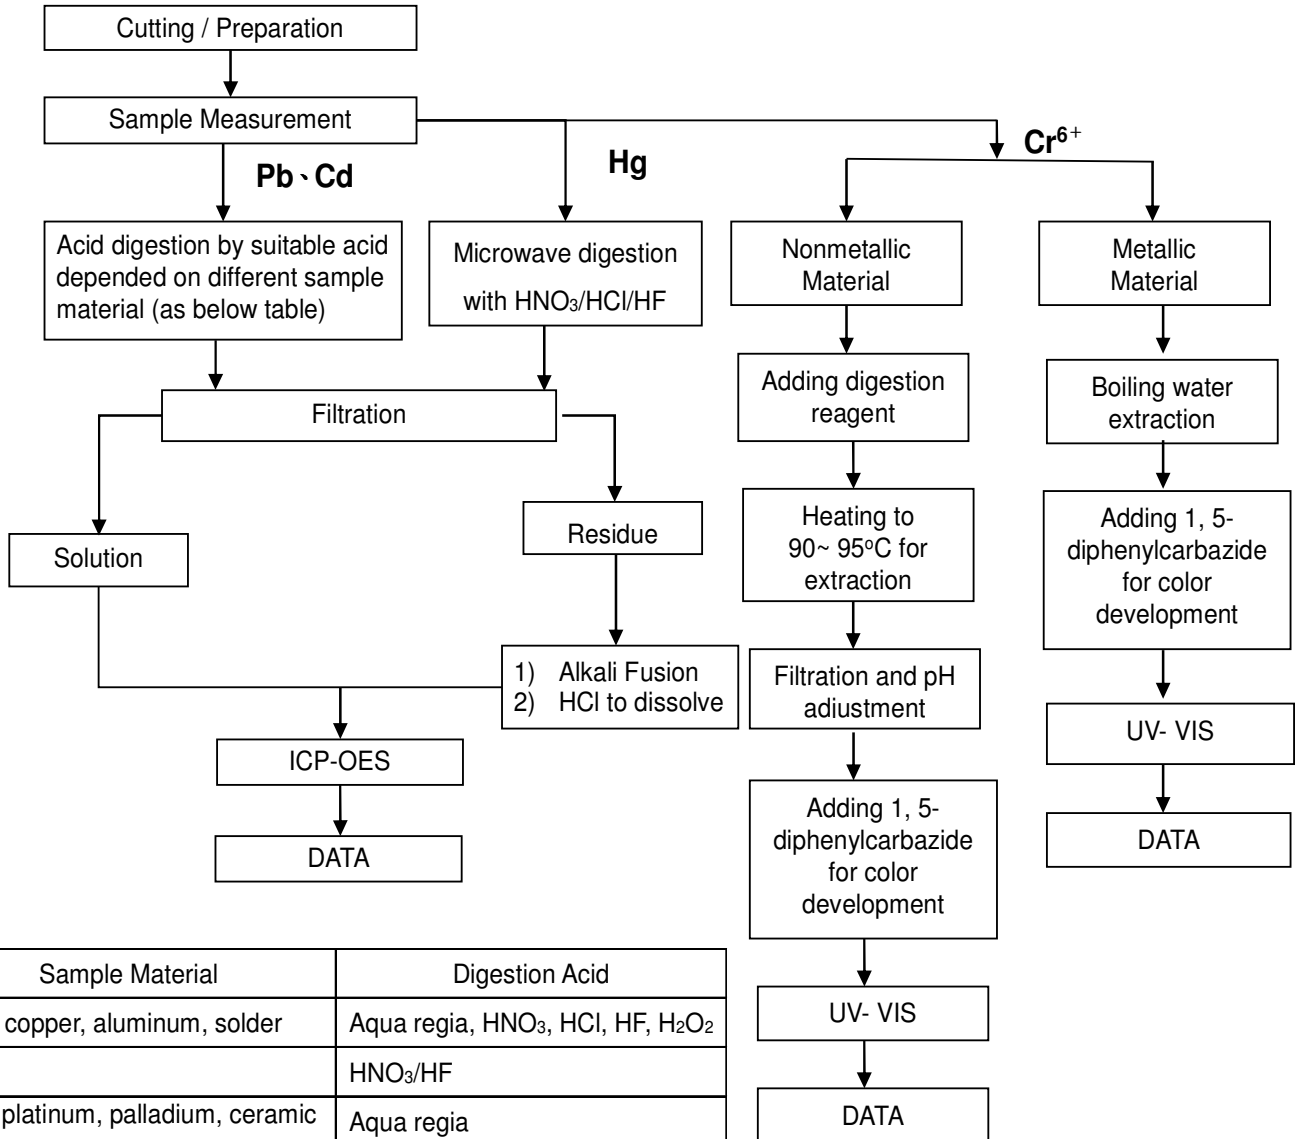 Cutting / Preparation
Sample Measurement
Pb、Cd
Hg
Cr⁶⁺
Acid digestion by suitable acid
depended on different sample
material (as below table)
Microwave digestion
with HNO₃/HCl/HF
Nonmetallic
Material
Metallic
Material
Filtration
Adding digestion
reagent
Boiling water
extraction
Solution
Residue
Heating to
90~ 95ºC for
extraction
Adding 1, 5-
diphenylcarbazide
for color
development
1) Alkali Fusion
2) HCl to dissolve
Filtration and pH
adiustment
UV- VIS
ICP-OES
DATA
Adding 1, 5-
diphenylcarbazide
for color
development
DATA
UV- VIS
DATA
Sample Material Digestion Acid
copper, aluminum, solder Aqua regia, HNO₃, HCl, HF, H₂O₂
HNO₃/HF
platinum, palladium, ceramic Aqua regia